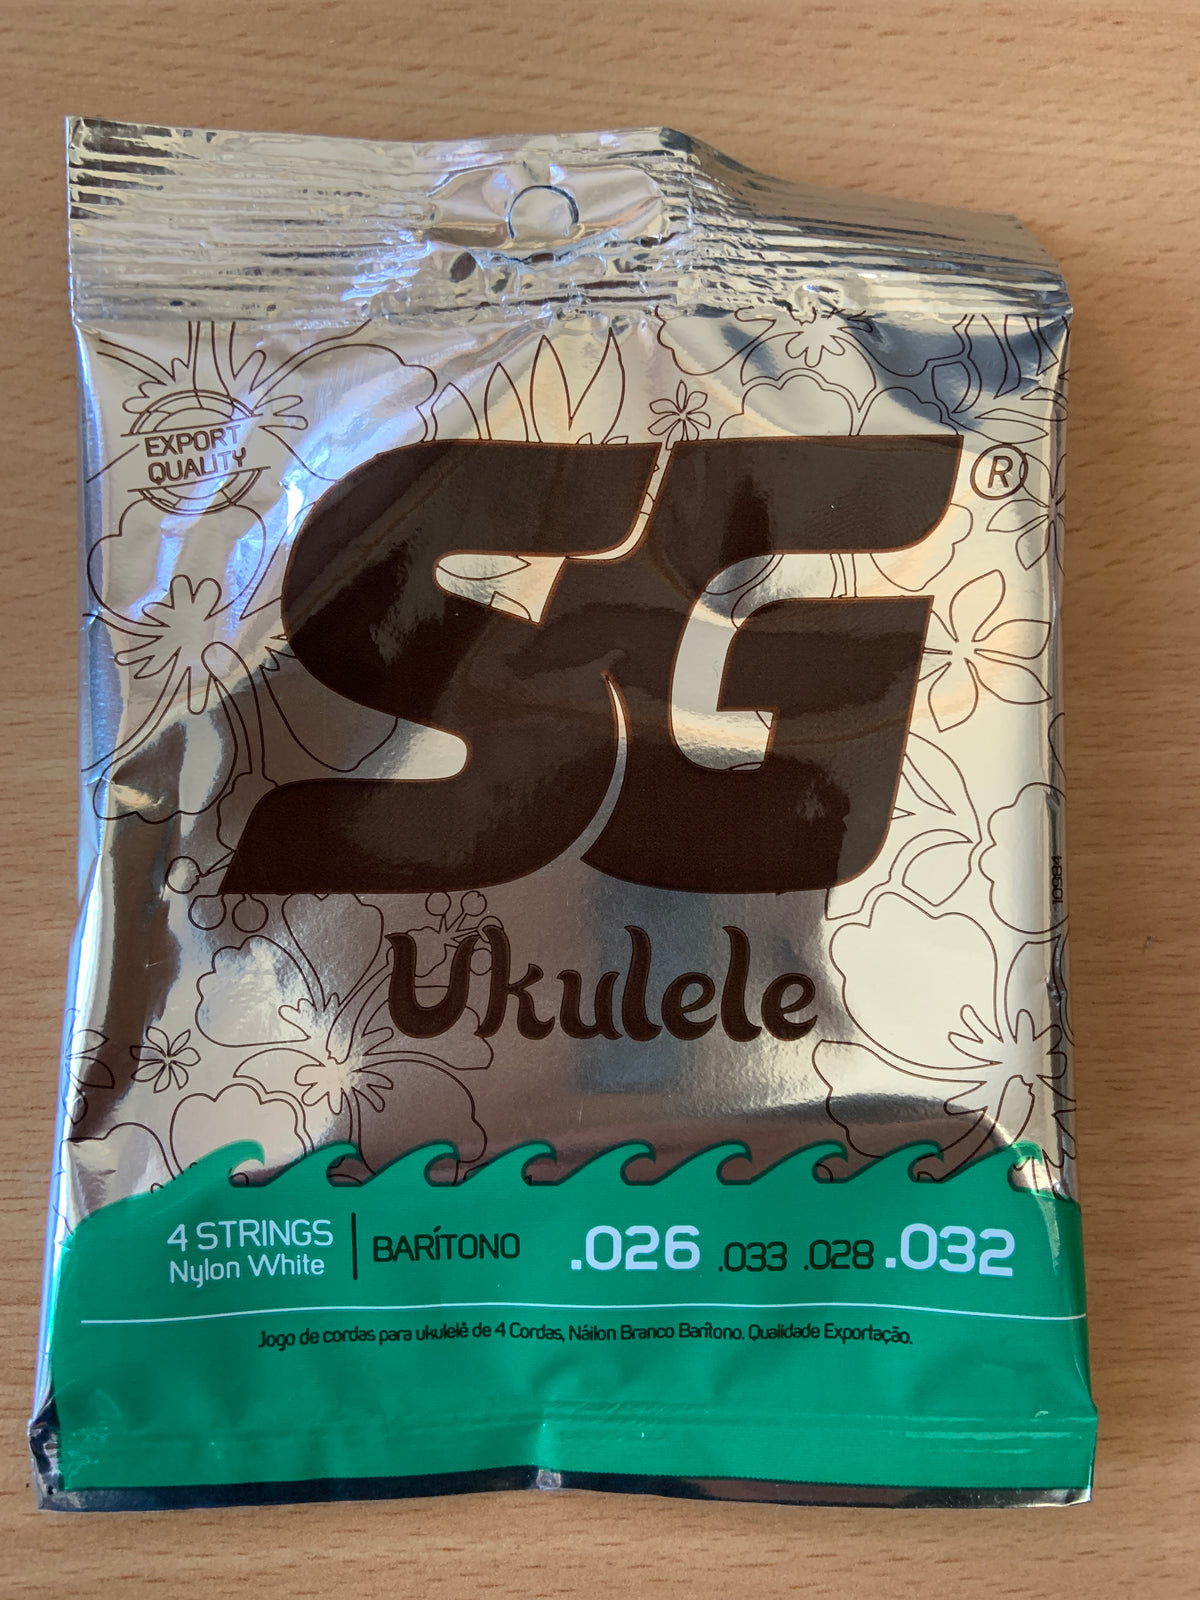 EXPORT
QUALITY
SG ®
Ukulele
10984
4 STRINGS
Nylon White
BARÍTONO
.026 .033 .028 .032
Jogo de cordas para ukulelê de 4 Cordas, Náilon Branco Barítono. Qualidade Exportação.